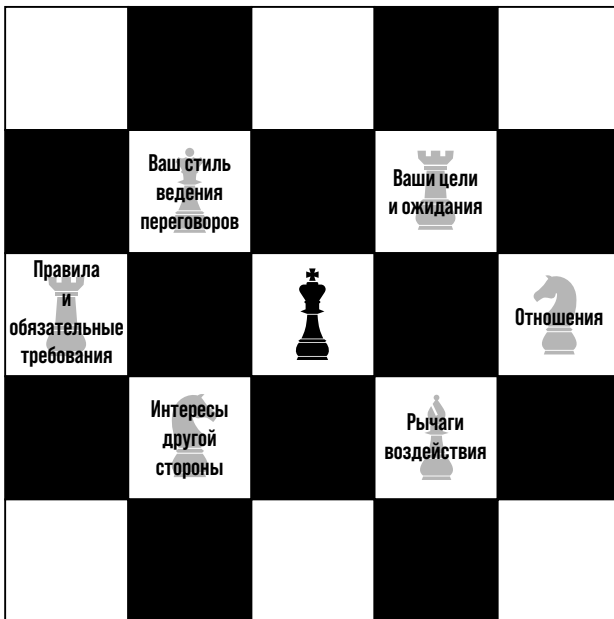 Ваш стиль
ведения
переговоров
Ваши цели
и ожидания
Правила
и
обязательные
требования
Отношения
Интересы
другой
стороны
Рычаги
воздействия